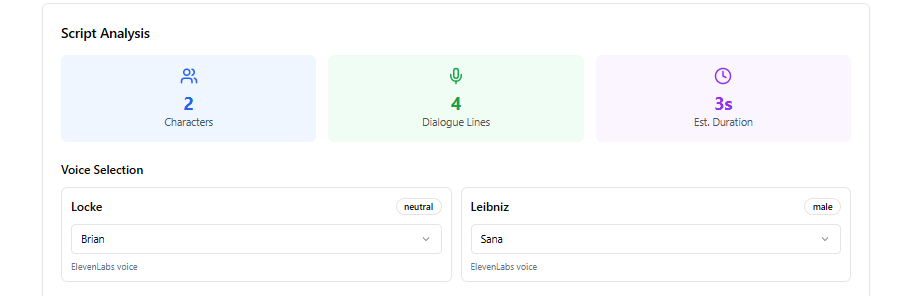 Script Analysis
2
Characters
4
Dialogue Lines
3s
Est. Duration
Voice Selection
Locke
neutral
Brian
ElevenLabs voice
Leibniz
male
Sana
ElevenLabs voice